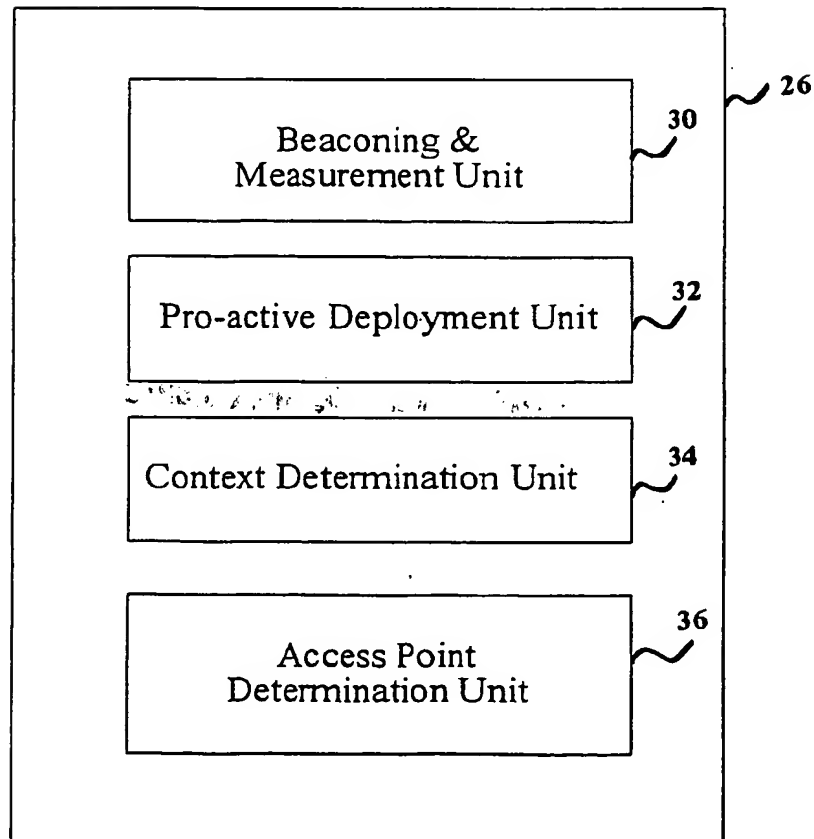 26
30
Beaconing &
Measurement Unit
32
Pro-active Deployment Unit
34
Context Determination Unit
36
Access Point
Determination Unit